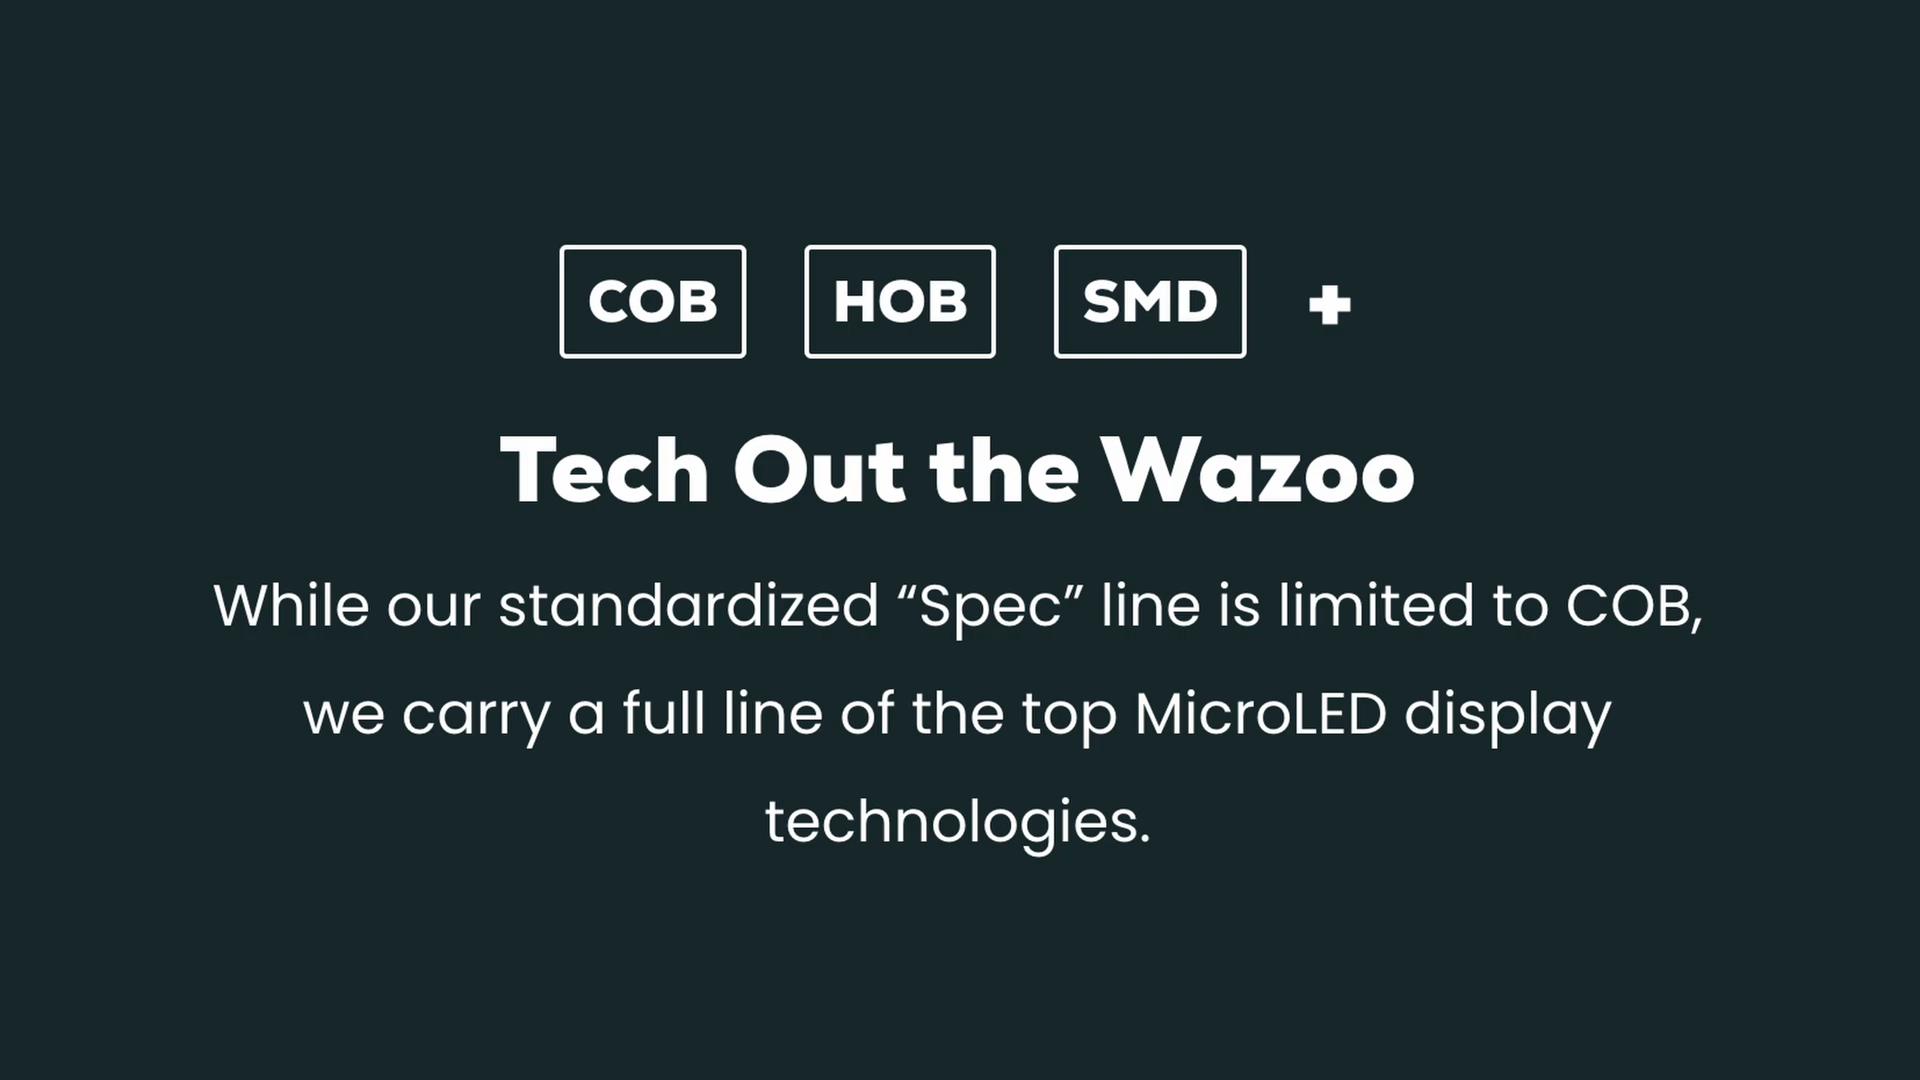 COB HOB SMD +
Tech Out the Wazoo
While our standardized “Spec” line is limited to COB,
we carry a full line of the top MicroLED display
technologies.